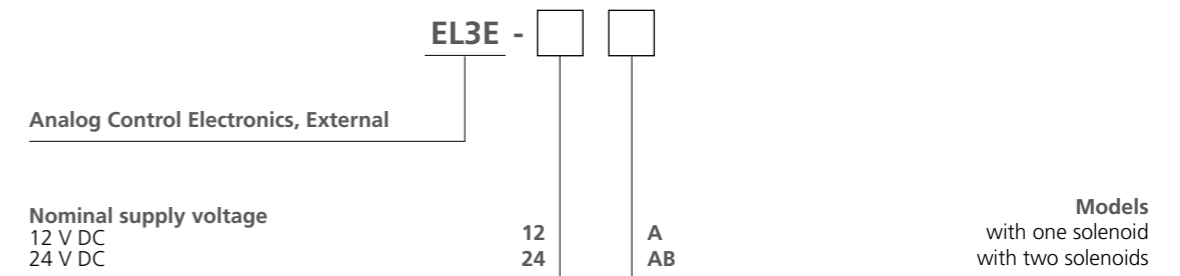 EL3E -
Analog Control Electronics, External
Nominal supply voltage
12 V DC
24 V DC
12
24
A
AB
Models
with one solenoid
with two solenoids